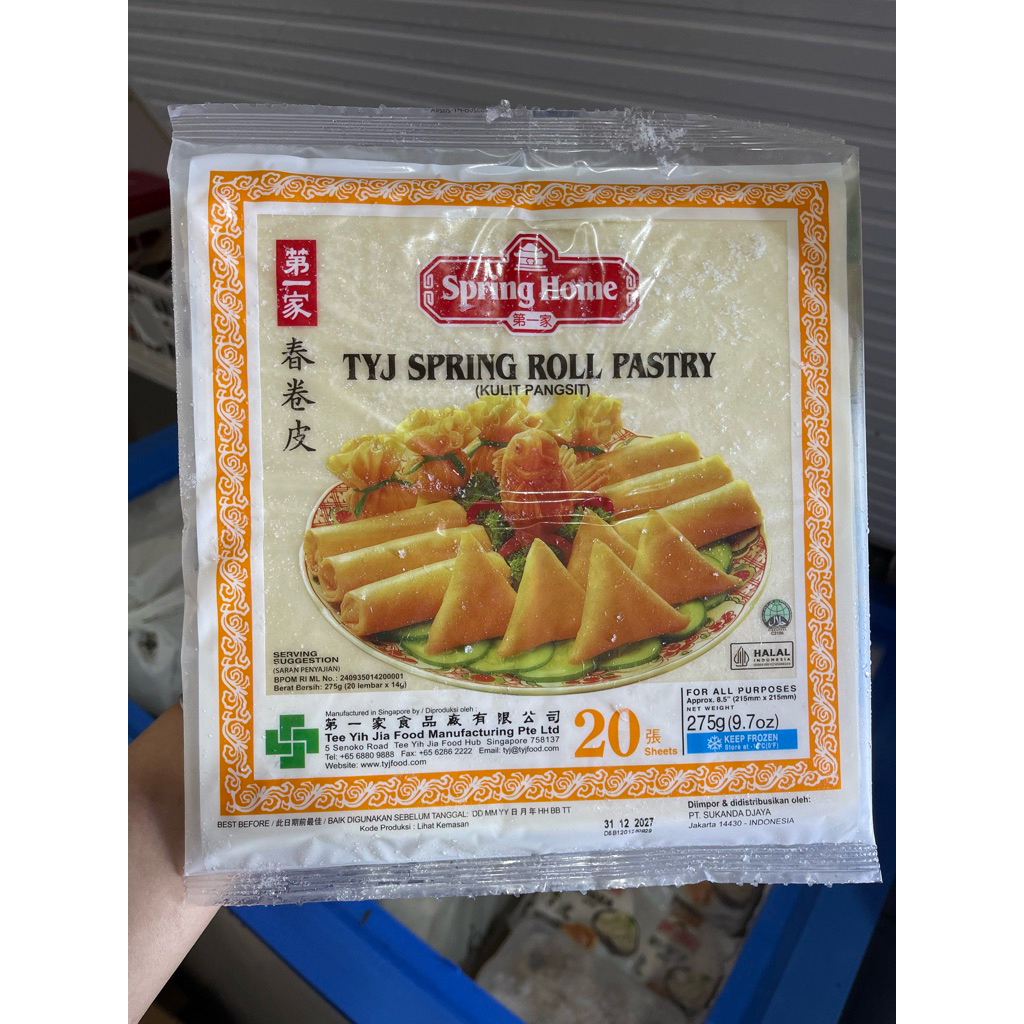 第一家
春卷皮
Spring Home
第一家
TYJ SPRING ROLL PASTRY
(KULIT PANGSIT)
SERVING
SUGGESTION
(SARAN PENYAJIAN)
BPOM RI ML No.: 240935014200001
Berat Bersih: 275g (20 lembar x 14g)
HALAL
INDONESIA
Manufactured in Singapore by / Diproduksi oleh :
第一家食品廠有限公司
Tee Yih Jia Food Manufacturing Pte Ltd
5 Senoko Road Tee Yih Jia Food Hub Singapore 758137
Tel: +65 6880 9888 Fax: +65 6286 2222 Email: tyj@tyjfood.com
Website: www.tyjfood.com
20張
Sheets
FOR ALL PURPOSES
Approx. 8.5" (215mm x 215mm)
NET WEIGHT
275g(9.7oz)
KEEP FROZEN
Store at -18°C(0°F)
BEST BEFORE / 此日期前最佳 / BAIK DIGUNAKAN SEBELUM TANGGAL: DD MM YY 日 月 年 HH BB TT
Kode Produksi : Lihat Kemasan
31 12 2027
Diimpor & didistribusikan oleh:
PT. SUKANDA DJAYA
Jakarta 14430 - INDONESIA